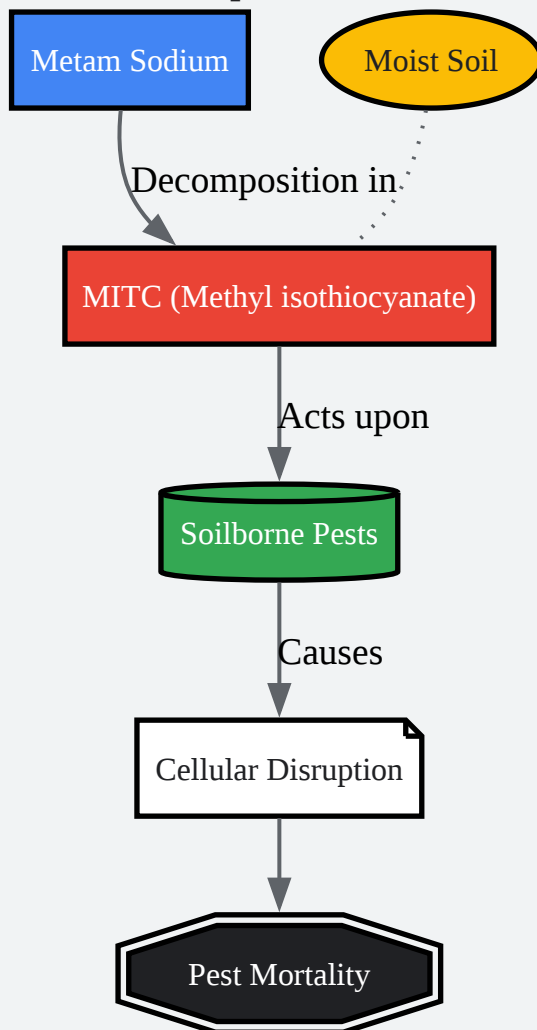 Metam Sodium
Moist Soil
Decomposition in
MITC (Methyl isothiocyanate)
Acts upon
Soilborne Pests
Causes
Cellular Disruption
Pest Mortality